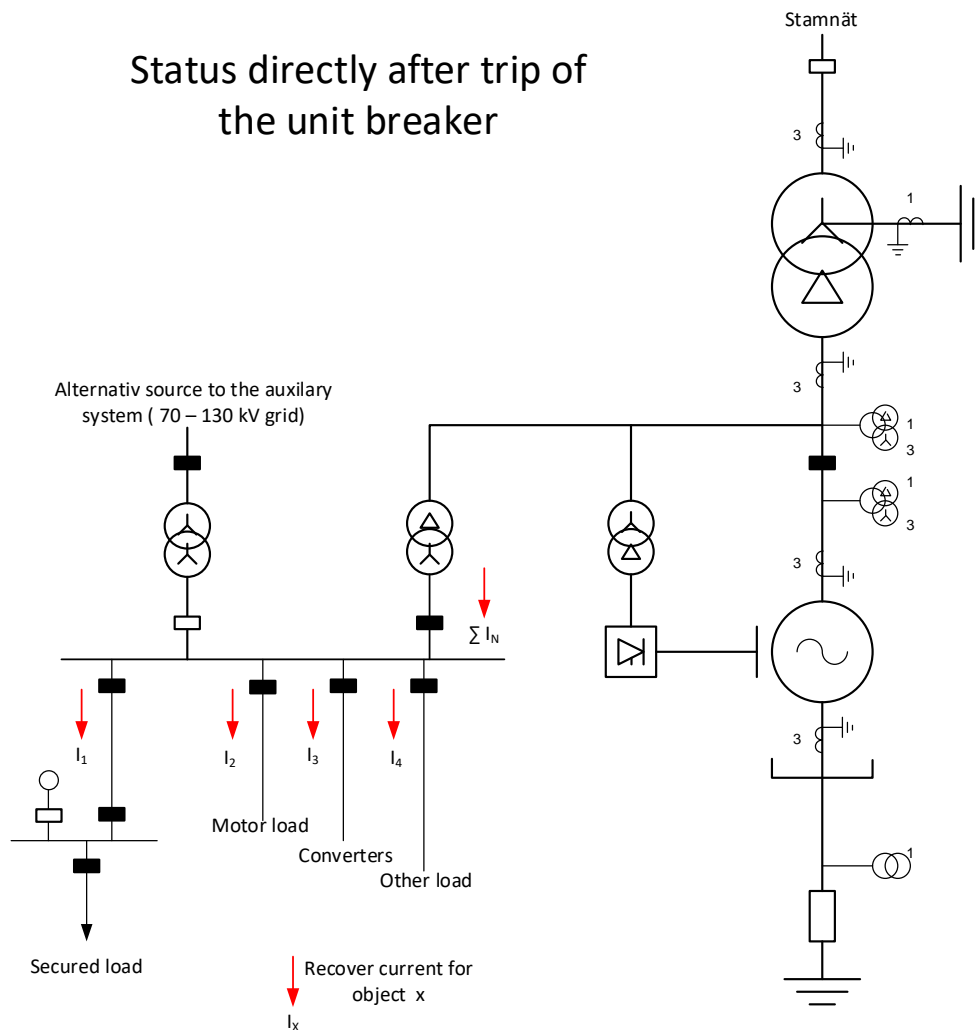 Stamnät
Status directly after trip of
the unit breaker
3
1
3
Alternativ source to the auxilary
system ( 70 – 130 kV grid)
1
3
1
3
3
∑ I_N
I₁
I₂
I₃
I₄
3
Motor load
Converters
Other load
1
Secured load
Recover current for
object x
Iₓ